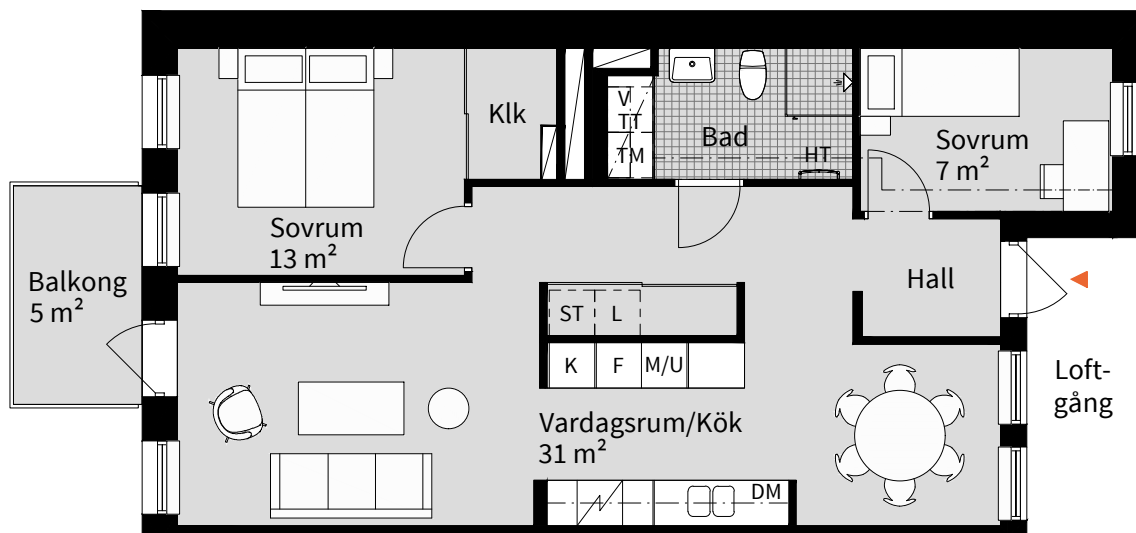 Klk
V
TT
TM
Bad
HT
Sovrum
7 m²
Sovrum
13 m²
Balkong
5 m²
Hall
ST L
K F M/U
Loft-
gång
Vardagsrum/Kök
31 m²
DM